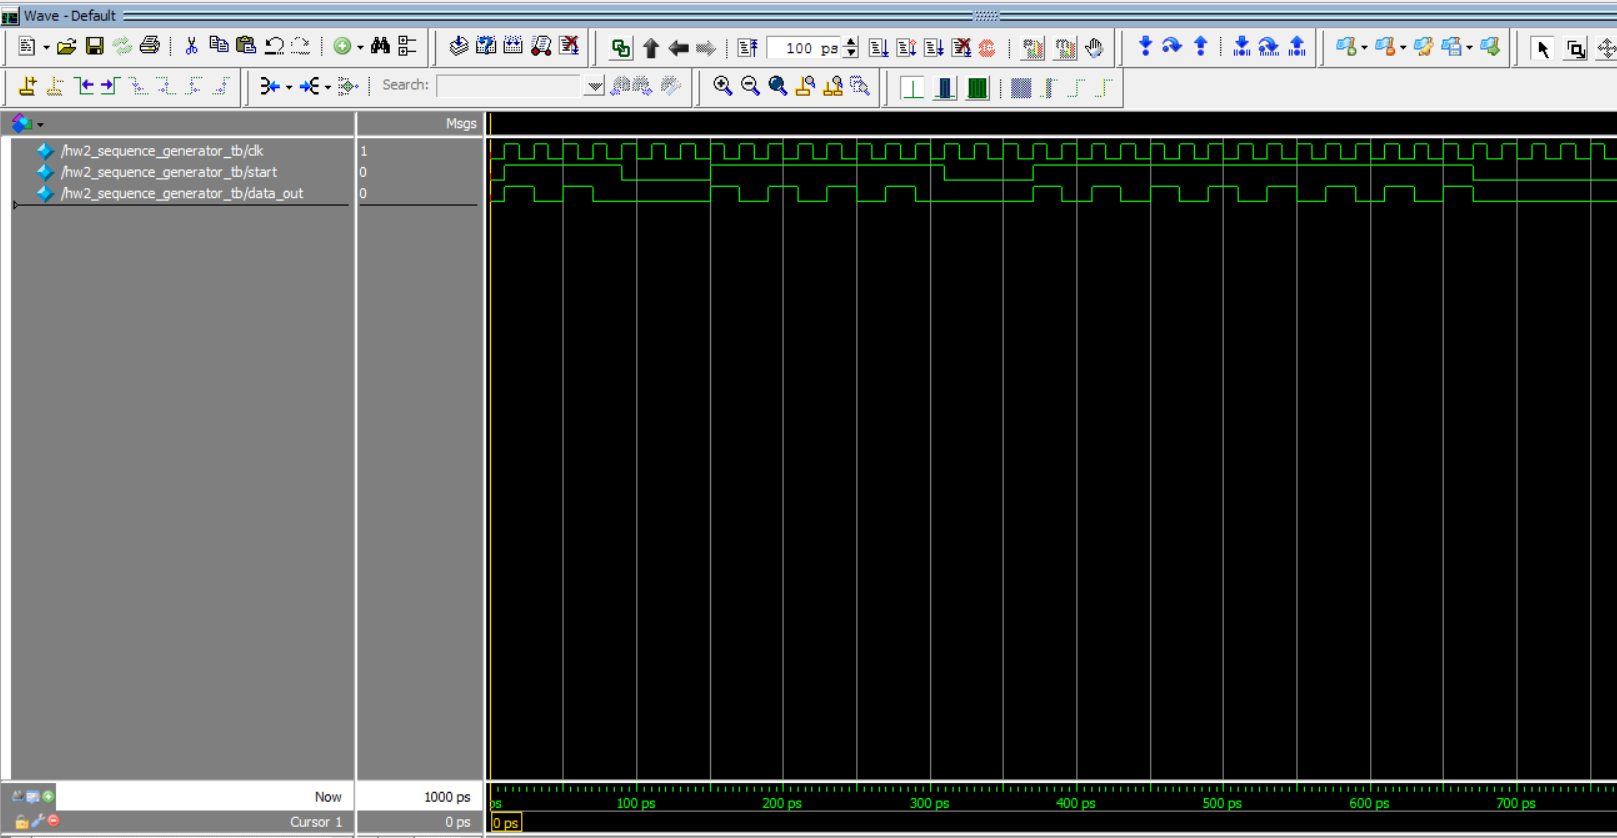 Wave - Default
100 ps
Search:
Msgs
/hw2_sequence_generator_tb/clk 1
/hw2_sequence_generator_tb/start 0
/hw2_sequence_generator_tb/data_out 0
Now 1000 ps
ps 100 ps 200 ps 300 ps 400 ps 500 ps 600 ps 700 ps
Cursor 1 0 ps
0 ps